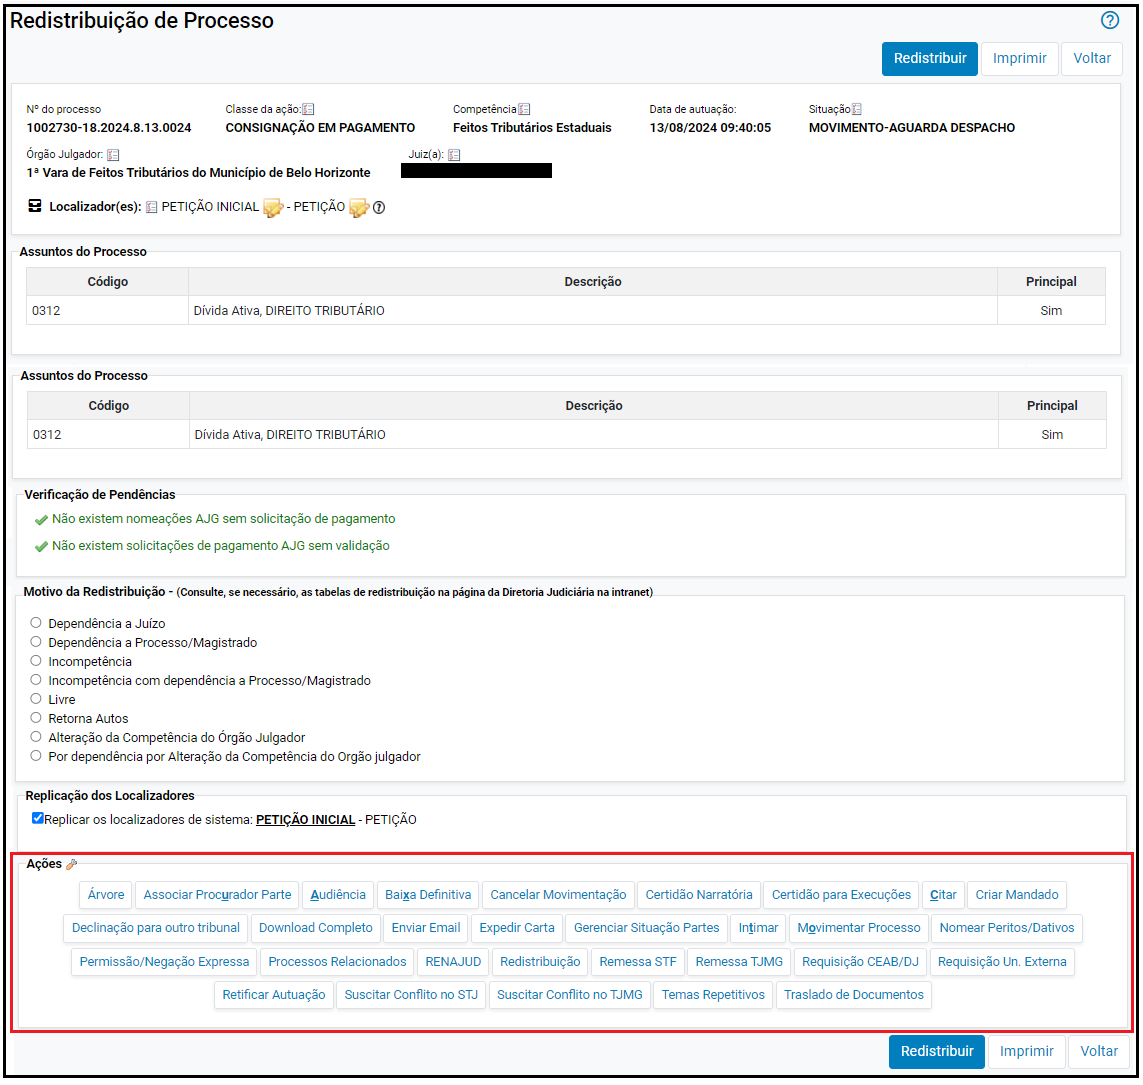 Redistribuição de Processo
Redistribuir Imprimir Voltar
Nº do processo Classe da ação: Competência Data de autuação: Situação
1002730-18.2024.8.13.0024 CONSIGNAÇÃO EM PAGAMENTO Feitos Tributários Estaduais 13/08/2024 09:40:05 MOVIMENTO-AGUARDA DESPACHO
Órgão Julgador: Juiz(a):
1ª Vara de Feitos Tributários do Município de Belo Horizonte
Localizador(es): PETIÇÃO INICIAL - PETIÇÃO
Assuntos do Processo
Código Descrição Principal
0312 Dívida Ativa, DIREITO TRIBUTÁRIO Sim
Assuntos do Processo
Código Descrição Principal
0312 Dívida Ativa, DIREITO TRIBUTÁRIO Sim
Verificação de Pendências
Não existem nomeações AJG sem solicitação de pagamento
Não existem solicitações de pagamento AJG sem validação
Motivo da Redistribuição - (Consulte, se necessário, as tabelas de redistribuição na página da Diretoria Judiciária na intranet)
Dependência a Juízo
Dependência a Processo/Magistrado
Incompetência
Incompetência com dependência a Processo/Magistrado
Livre
Retorna Autos
Alteração da Competência do Órgão Julgador
Por dependência por Alteração da Competência do Orgão julgador
Replicação dos Localizadores
Replicar os localizadores de sistema: PETIÇÃO INICIAL - PETIÇÃO
Ações
Árvore Associar Procurador Parte Audiência Baixa Definitiva Cancelar Movimentação Certidão Narratória Certidão para Execuções Citar Criar Mandado
Declinação para outro tribunal Download Completo Enviar Email Expedir Carta Gerenciar Situação Partes Intimar Movimentar Processo Nomear Peritos/Dativos
Permissão/Negação Expressa Processos Relacionados RENAJUD Redistribuição Remessa STF Remessa TJMG Requisição CEAB/DJ Requisição Un. Externa
Retificar Autuação Suscitar Conflito no STJ Suscitar Conflito no TJMG Temas Repetitivos Traslado de Documentos
Redistribuir Imprimir Voltar